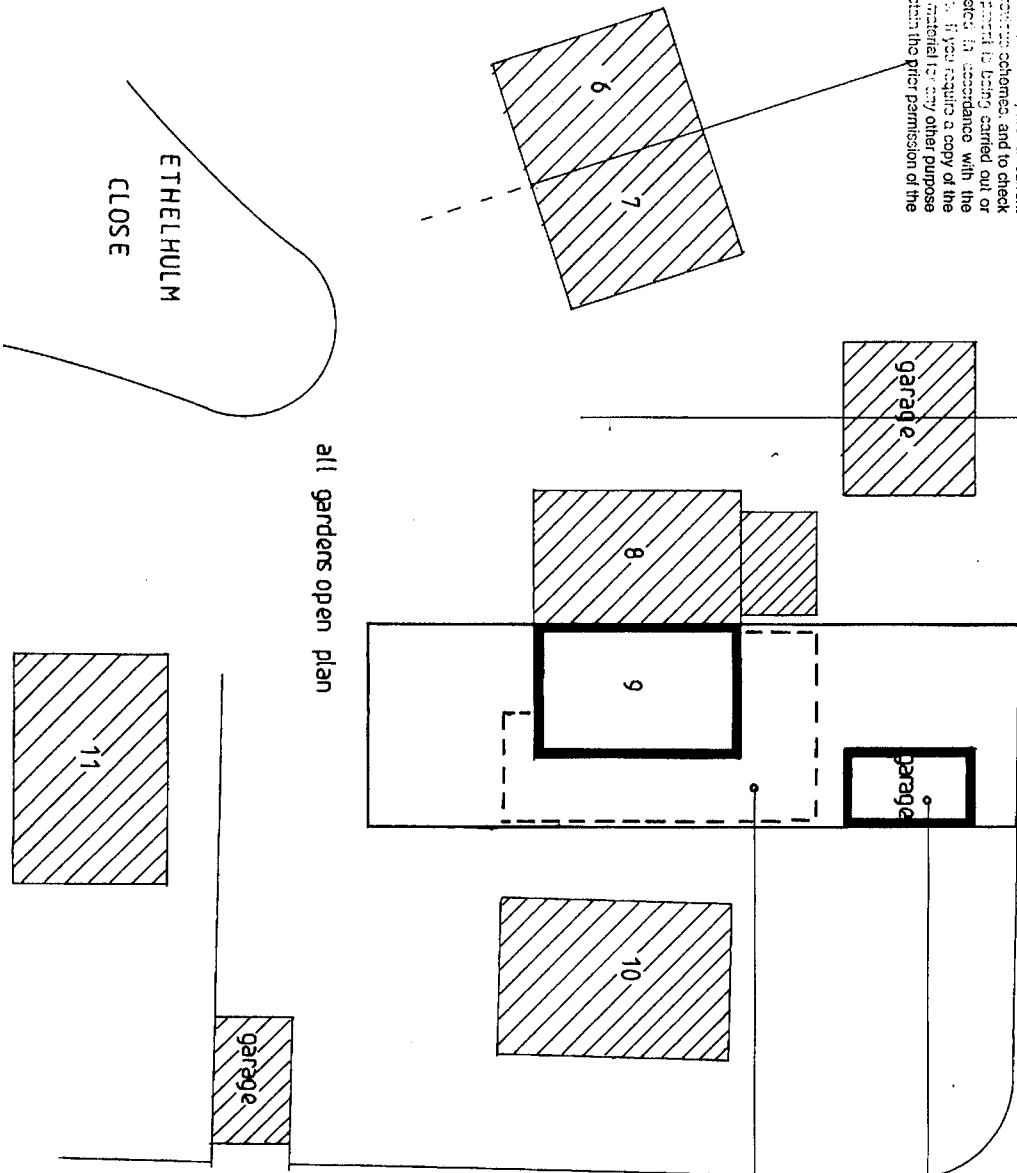 schemes, and to check
is being carried out or
in accordance with the
If you require a copy of the
material for any other purpose
the prior permission of the
6
7
ETHELHULM
CLOSE
garage
8
9
garage
all gardens open plan
11
10
garage